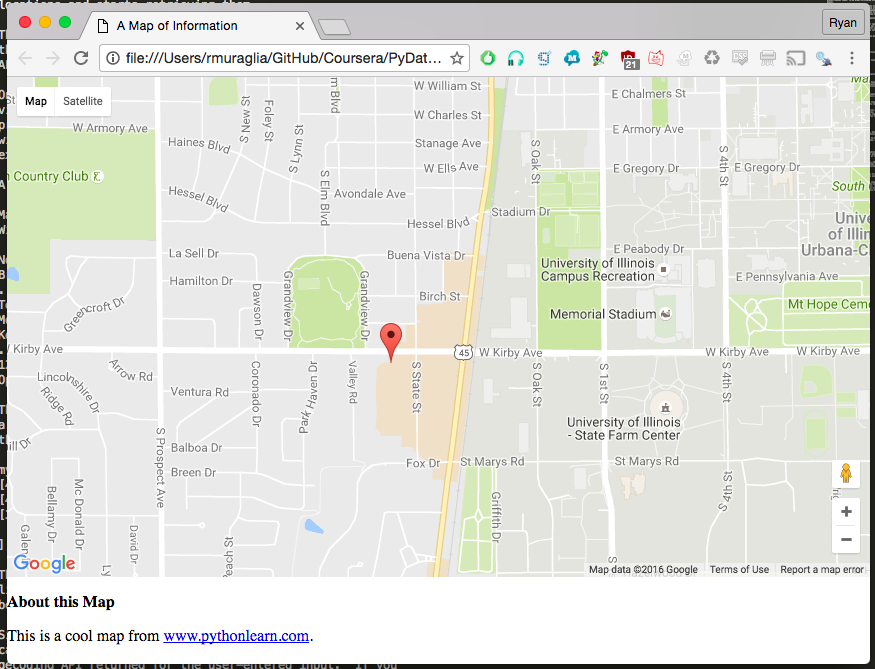 A Map of Information
Ryan
file:///Users/rmuraglia/GitHub/Coursera/PyDat...
21
Map
Satellite
W William St
E Chalmers St
W Charles St
W Armory Ave
S New St
Foley St
S Lynn St
m Blvd
Stanage Ave
E Armory Ave
Haines Blvd
W Ells Ave
S Oak St
E Gregory Dr
S 4th St
E Gregory Dr
n Country Club
S Elm Blvd
Avondale Ave
South
Hessel Blvd
Hessel Blvd
Stadium Dr
Unive
of Illin
Urbana-C
La Sell Dr
Buena Vista Dr
E Peabody Dr
University of Illinois
Campus Recreation
Hamilton Dr
E Pennsylvania Ave
Dawson Dr
Grandview Dr
Grandview Dr
Birch St
Greencroft Dr
Memorial Stadium
Mt Hope Ceme
Kirby Ave
45
W Kirby Ave
W Kirby Ave
W Kirby Ave
Lincolnshire Dr
Arrow Rd
Ridge Rd
Ventura Rd
Coronado Dr
Park Haven Dr
Valley Rd
S State St
S Oak St
S 1st St
S 4th St
University of Illinois
- State Farm Center
S Prospect Ave
Balboa Dr
Breen Dr
Fox Dr
St Marys Rd
St Marys Rd
Bellamy Dr
Mc Donald Dr
David Dr
Griffith Dr
S 4th St
Google
Map data ©2016 Google
Terms of Use
Report a map error
About this Map
This is a cool map from www.pythonlearn.com.